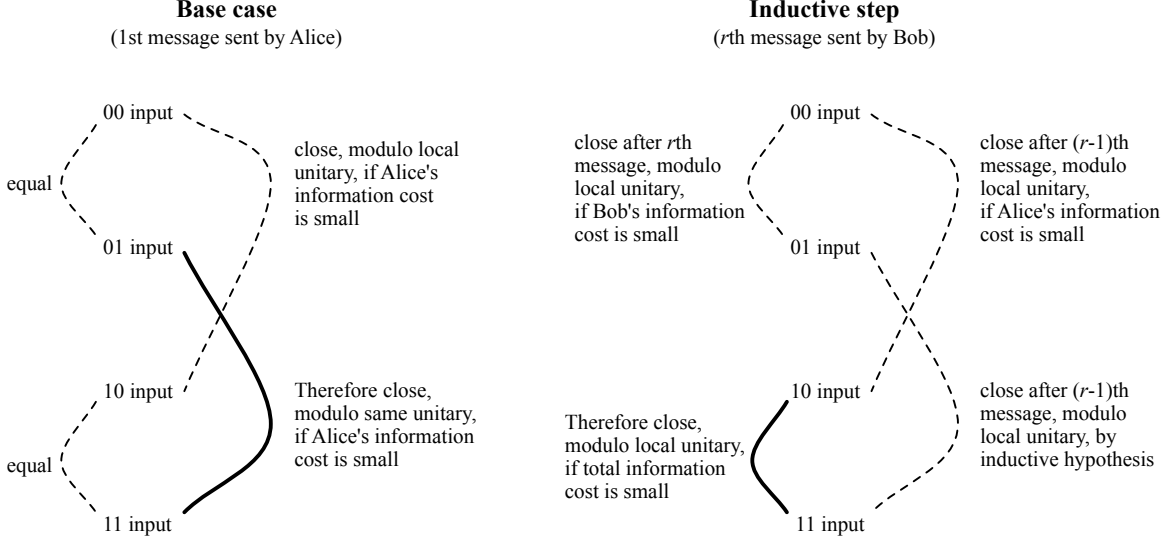 Base case
(1st message sent by Alice)
00 input
equal
close, modulo local
unitary, if Alice's
information cost
is small
01 input
10 input
Therefore close,
modulo same unitary,
if Alice's information
cost is small
equal
11 input
Inductive step
(rth message sent by Bob)
00 input
close after rth
message, modulo
local unitary,
if Bob's information
cost is small
close after (r-1)th
message, modulo
local unitary,
if Alice's information
cost is small
01 input
10 input
Therefore close,
modulo local unitary,
if total information
cost is small
close after (r-1)th
message, modulo
local unitary, by
inductive hypothesis
11 input